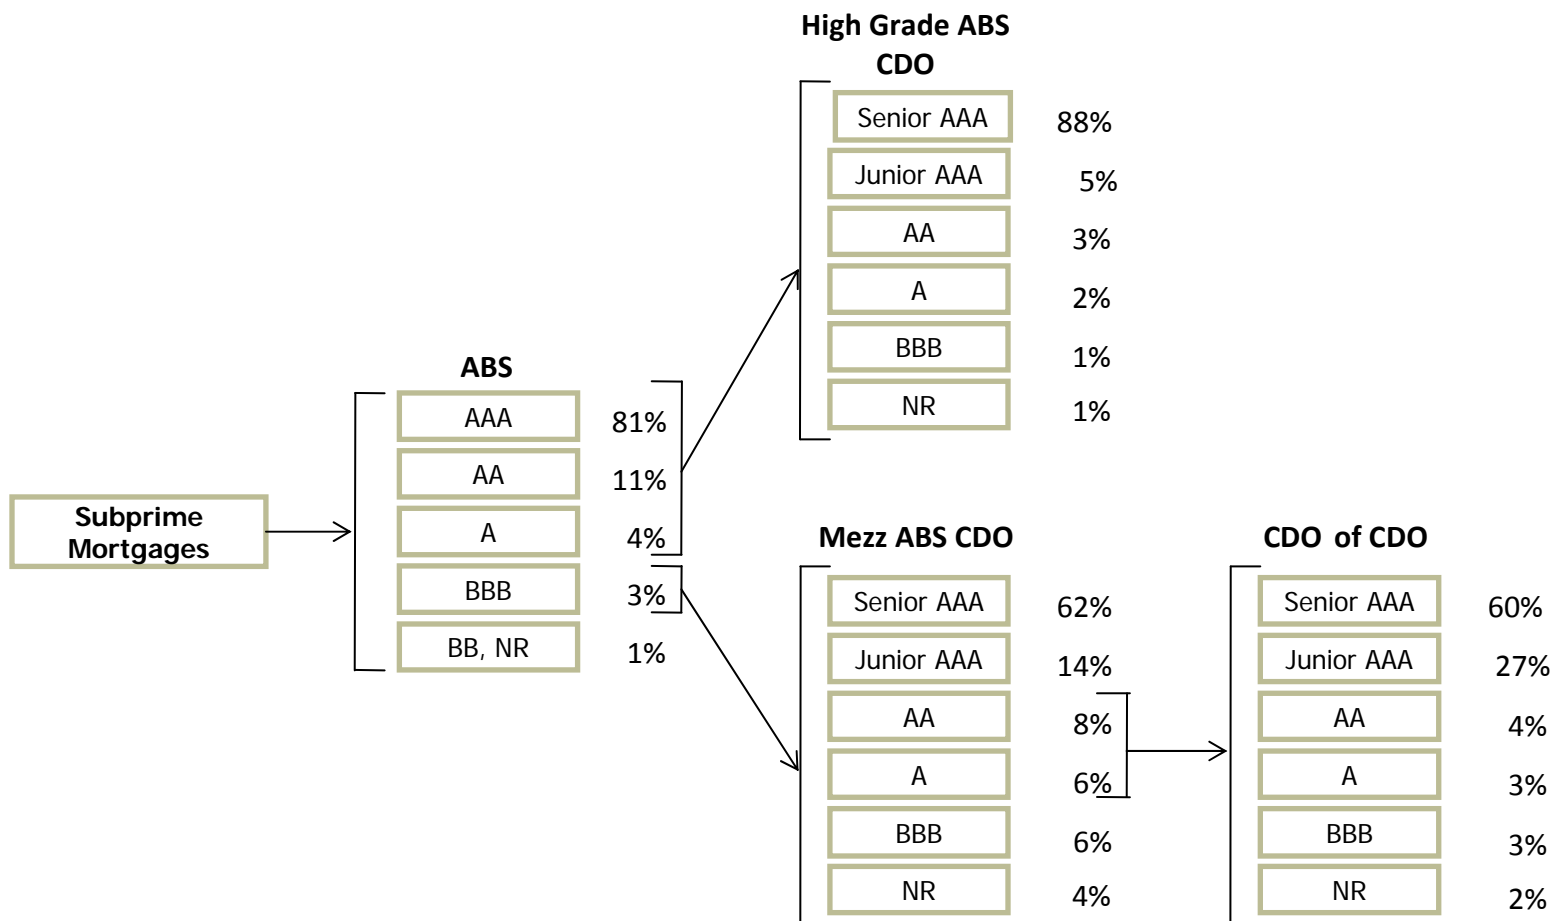 High Grade ABS
CDO
Senior AAA 88%
Junior AAA 5%
AA 3%
A 2%
BBB 1%
NR 1%
ABS
AAA 81%
AA 11%
A 4%
BBB 3%
BB, NR 1%
Subprime
Mortgages
Mezz ABS CDO
Senior AAA 62%
Junior AAA 14%
AA 8%
A 6%
BBB 6%
NR 4%
CDO of CDO
Senior AAA 60%
Junior AAA 27%
AA 4%
A 3%
BBB 3%
NR 2%